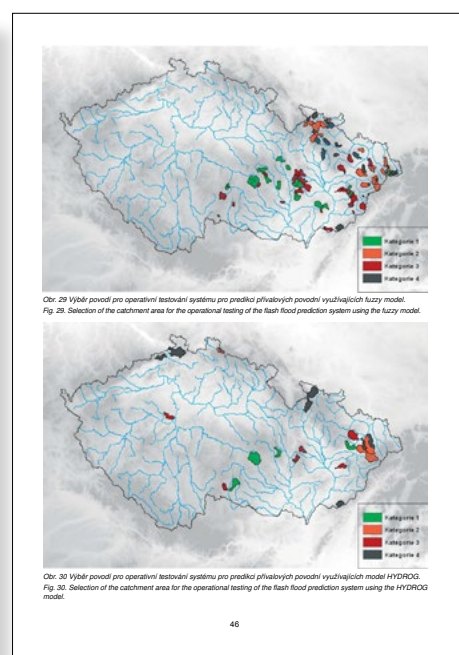 Kategorie 1
Kategorie 2
Kategorie 3
Kategorie 4
Obr. 29 Výběr povodí pro operativní testování systému pro predikci přívalových povodní využívajících fuzzy model.
Fig. 29. Selection of the catchment area for the operational testing of the flash flood prediction system using the fuzzy model.
Kategorie 1
Kategorie 2
Kategorie 3
Kategorie 4
Obr. 30 Výběr povodí pro operativní testování systému pro predikci přívalových povodní využívajících model HYDROG.
Fig. 30. Selection of the catchment area for the operational testing of the flash flood prediction system using the HYDROG
model.
46